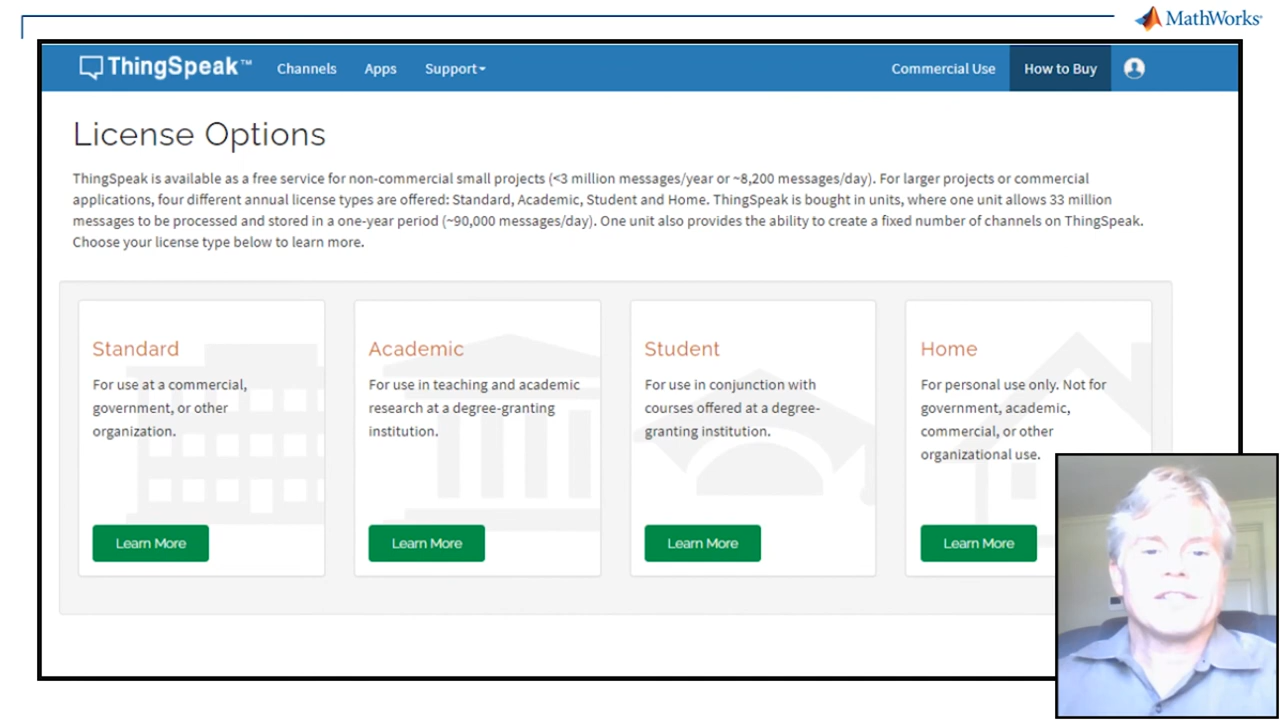 MathWorks®
ThingSpeak™ Channels Apps Support Commercial Use How to Buy
License Options
ThingSpeak is available as a free service for non-commercial small projects (<3 million messages/year or ~8,200 messages/day). For larger projects or commercial
applications, four different annual license types are offered: Standard, Academic, Student and Home. ThingSpeak is bought in units, where one unit allows 33 million
messages to be processed and stored in a one-year period (~90,000 messages/day). One unit also provides the ability to create a fixed number of channels on ThingSpeak.
Choose your license type below to learn more.
Standard
For use at a commercial,
government, or other
organization.
Learn More
Academic
For use in teaching and academic
research at a degree-granting
institution.
Learn More
Student
For use in conjunction with
courses offered at a degree-
granting institution.
Learn More
Home
For personal use only. Not for
government, academic,
commercial, or other
organizational use.
Learn More